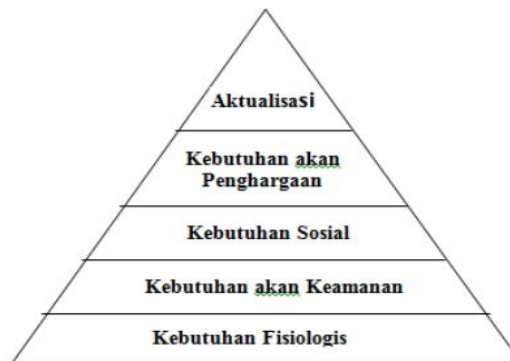 Aktualisasi
Kebutuhan akan
Penghargaan
Kebutuhan Sosial
Kebutuhan akan Keamanan
Kebutuhan Fisiologis